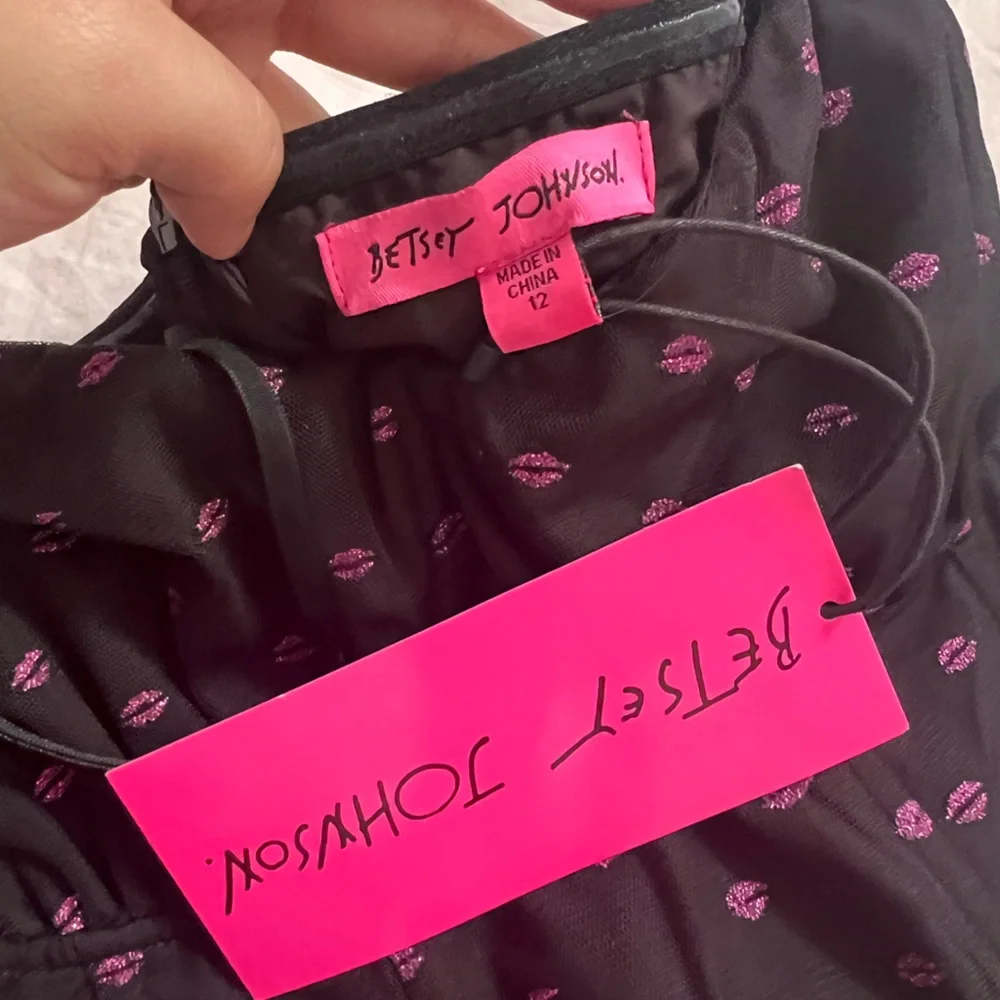 BETSEY JOHNSON.
MADE IN
CHINA
12
BETSEY JOHNSON.